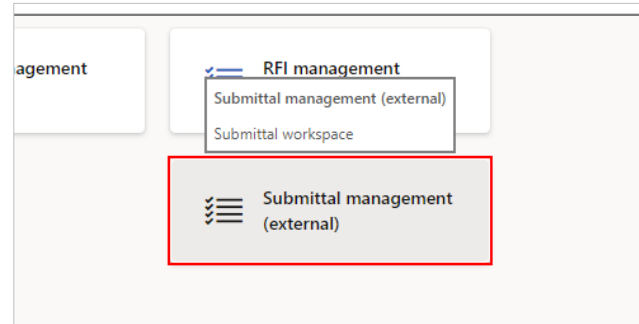 agement
RFI management
Submittal management (external)
Submittal workspace
Submittal management
(external)